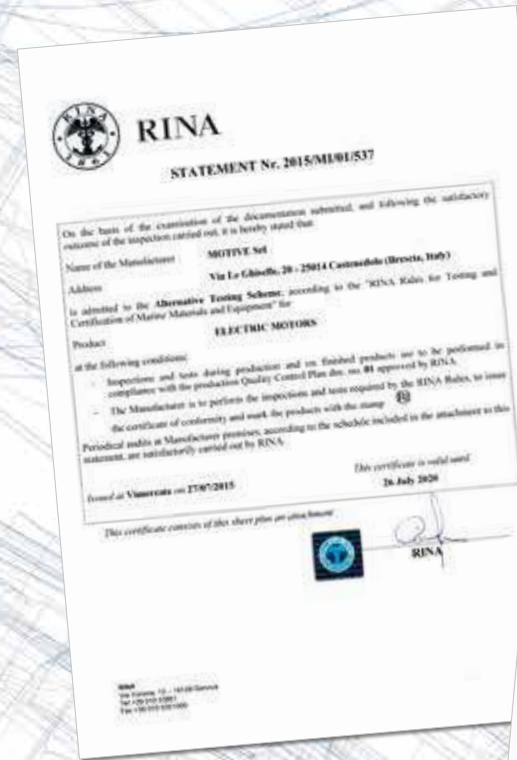 RINA
1861
RINA
STATEMENT Nr. 2015/MI/01/537
On the basis of the examination of the documentation submitted, and following the satisfactory
outcome of the inspection carried out, it is hereby stated that
Name of the Manufacturer MOTIVE Srl
Address Via Le Ghiselle, 20 - 25014 Castenedolo (Brescia, Italy)
is admitted to the Alternative Testing Scheme, according to the "RINA Rules for Testing and
Certification of Marine Materials and Equipment" for
Product ELECTRIC MOTORS
at the following conditions:
- Inspections and tests during production and on finished products are to be performed in
compliance with the production Quality Control Plan doc. no. 01 approved by RINA.
- The Manufacturer is to perform the inspections and tests required by the RINA Rules, to issue
the certificate of conformity and mark the products with the stamp
Periodical audits at Manufacturer premises, according to the schedule included in the attachment to this
statement, are satisfactorily carried out by RINA.
This certificate is valid until
Issued at Vimercate on 27/07/2015 26 July 2020
This certificate consists of this sheet plus an attachment
RINA
RINA